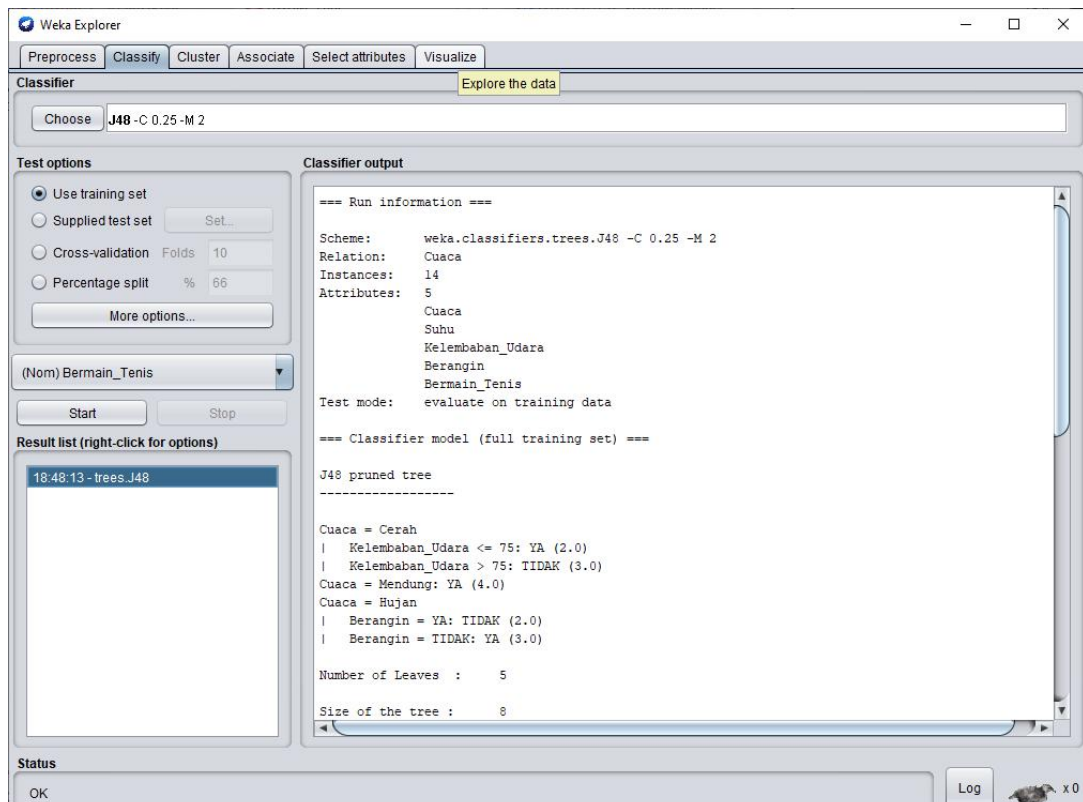 Weka Explorer
Preprocess Classify Cluster Associate Select attributes Visualize
Explore the data
Classifier
Choose J48 -C 0.25 -M 2
Test options
Use training set
Supplied test set Set...
Cross-validation Folds 10
Percentage split % 66
More options...
(Nom) Bermain_Tenis
Start Stop
Result list (right-click for options)
18:48:13 - trees.J48
Classifier output
=== Run information ===
Scheme: weka.classifiers.trees.J48 -C 0.25 -M 2
Relation: Cuaca
Instances: 14
Attributes: 5
Cuaca
Suhu
Kelembaban_Udara
Berangin
Bermain_Tenis
Test mode: evaluate on training data
=== Classifier model (full training set) ===
J48 pruned tree
------------------
Cuaca = Cerah
| Kelembaban_Udara <= 75: YA (2.0)
| Kelembaban_Udara > 75: TIDAK (3.0)
Cuaca = Mendung: YA (4.0)
Cuaca = Hujan
| Berangin = YA: TIDAK (2.0)
| Berangin = TIDAK: YA (3.0)
Number of Leaves : 5
Size of the tree : 8
Status
OK
Log x 0